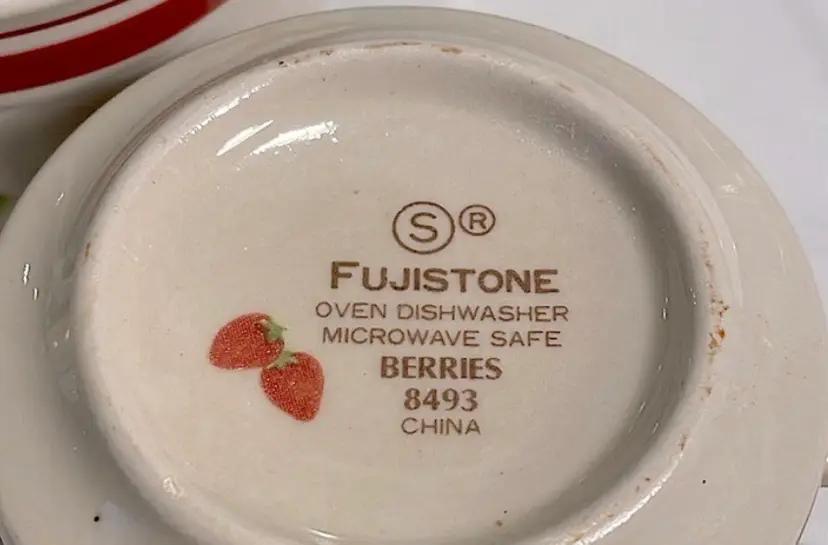 S ®
FUJISTONE
OVEN DISHWASHER
MICROWAVE SAFE
BERRIES
8493
CHINA